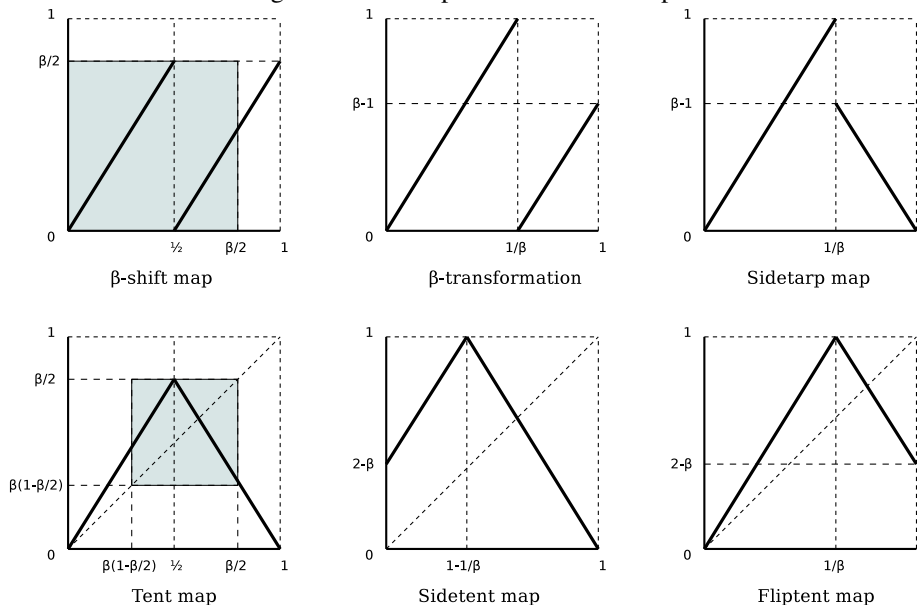 1 1 1
β/2
β-1 β-1
0 ½ β/2 1 0 1/β 1 0 1/β
β-shift map β-transformation Sidetarp map
1 1 1
β/2
2-β 2-β
β(1-β/2)
0 0 0
β(1-β/2) ½ β/2 1 1-1/β 1 1/β
Tent map Sidetent map Fliptent map